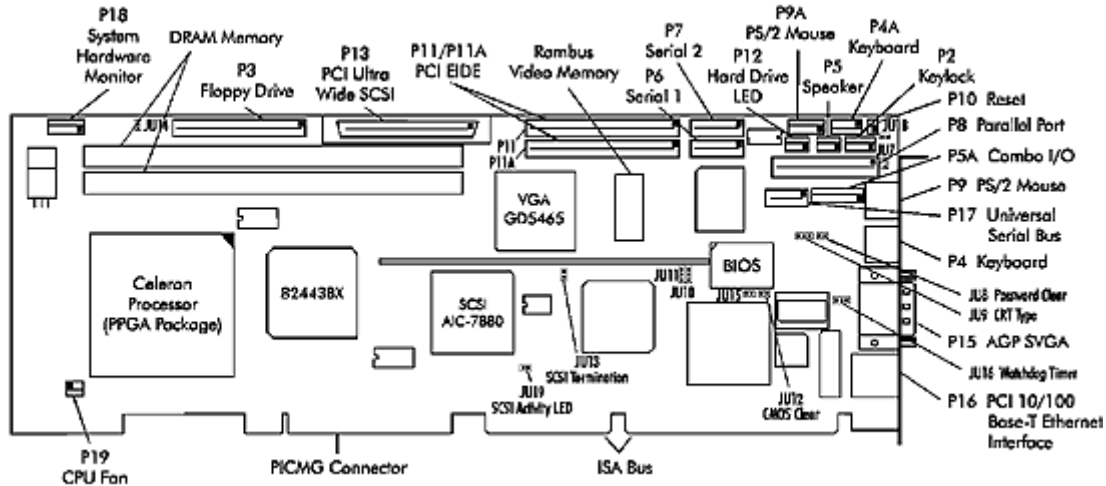 P18
System
Hardware
Monitor
DRAM Memory
P3
Floppy Drive
P13
PCI Ultra
Wide SCSI
P11/P11A
PCI EIDE
Rambus
Video Memory
P7
Serial 2
P6
Serial 1
P9A
PS/2 Mouse
P12
Hard Drive
LED
P4A
Keyboard
P5
Speaker
P2
Keylock
P10 Reset
P8 Parallel Port
P5A Combo I/O
P9 PS/2 Mouse
P17 Universal
Serial Bus
P4 Keyboard
JU8 Password Clear
JU9 CRT Type
P15 AGP SVGA
JU16 Watchdog Timer
P16 PCI 10/100
Base-T Ethernet
Interface
P11
P11A
VGA
GD5465
BIOS
JU11
JU10
JU15
Celeron
Processor
(PPGA Package)
82443BX
SCSI
AIC-7880
JU13
SCSI Termination
JU19
SCSI Activity LED
JU12
CMOS Clear
P19
CPU Fan
PICMG Connector
ISA Bus